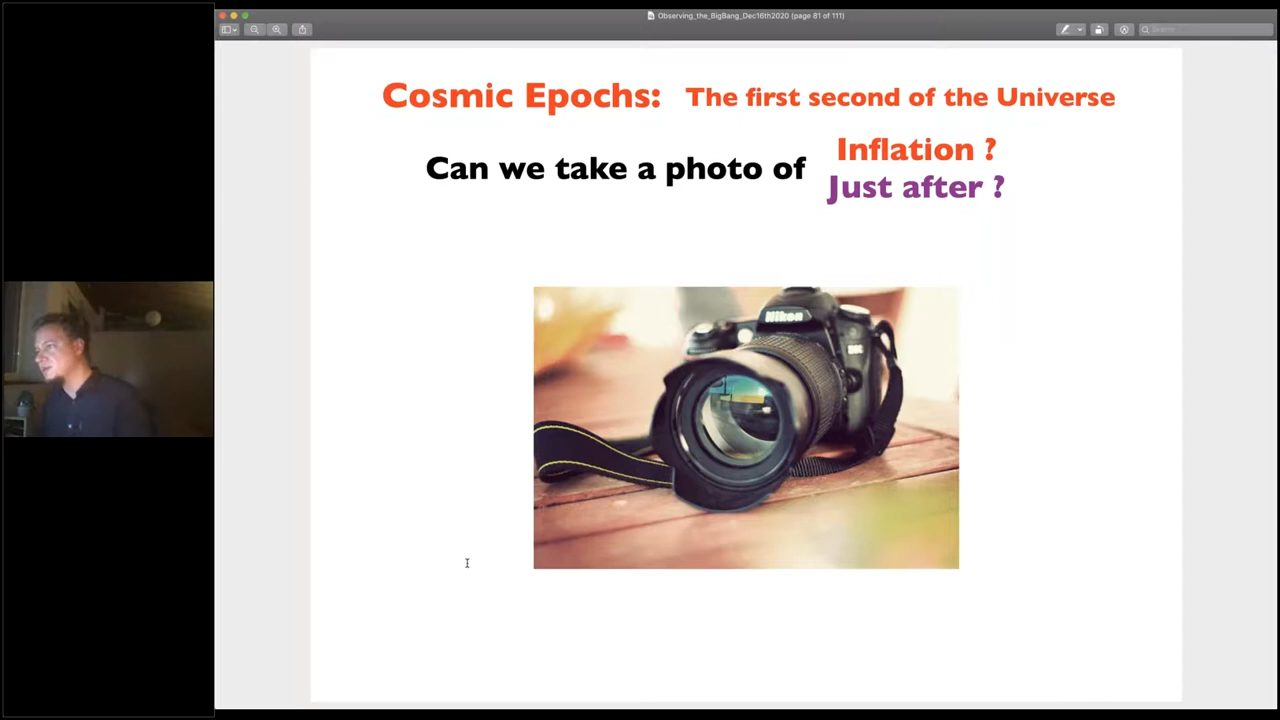 Observing_the_BigBang_Dec16th2020 (page 81 of 111)
Search
Cosmic Epochs: The first second of the Universe
Can we take a photo of
Inflation ?
Just after ?
Nikon